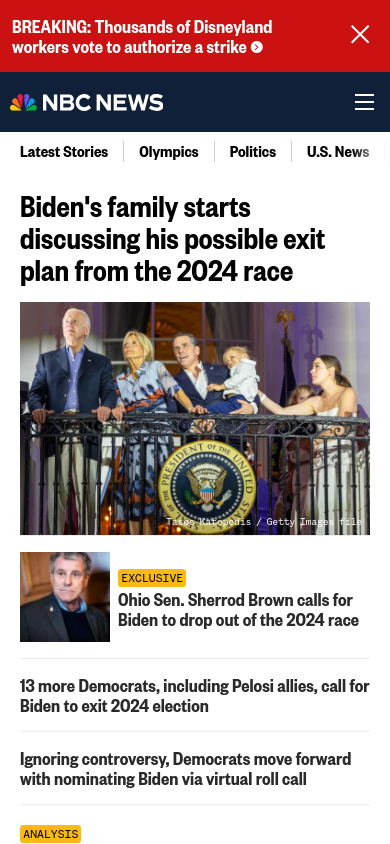 BREAKING: Thousands of Disneyland
workers vote to authorize a strike
NBC NEWS
Latest Stories
Olympics
Politics
U.S. News
Biden's family starts
discussing his possible exit
plan from the 2024 race
PRESIDENT OF THE UNITED STATES
Tasos Katopodis / Getty Images file
EXCLUSIVE
Ohio Sen. Sherrod Brown calls for
Biden to drop out of the 2024 race
13 more Democrats, including Pelosi allies, call for
Biden to exit 2024 election
Ignoring controversy, Democrats move forward
with nominating Biden via virtual roll call
ANALYSIS